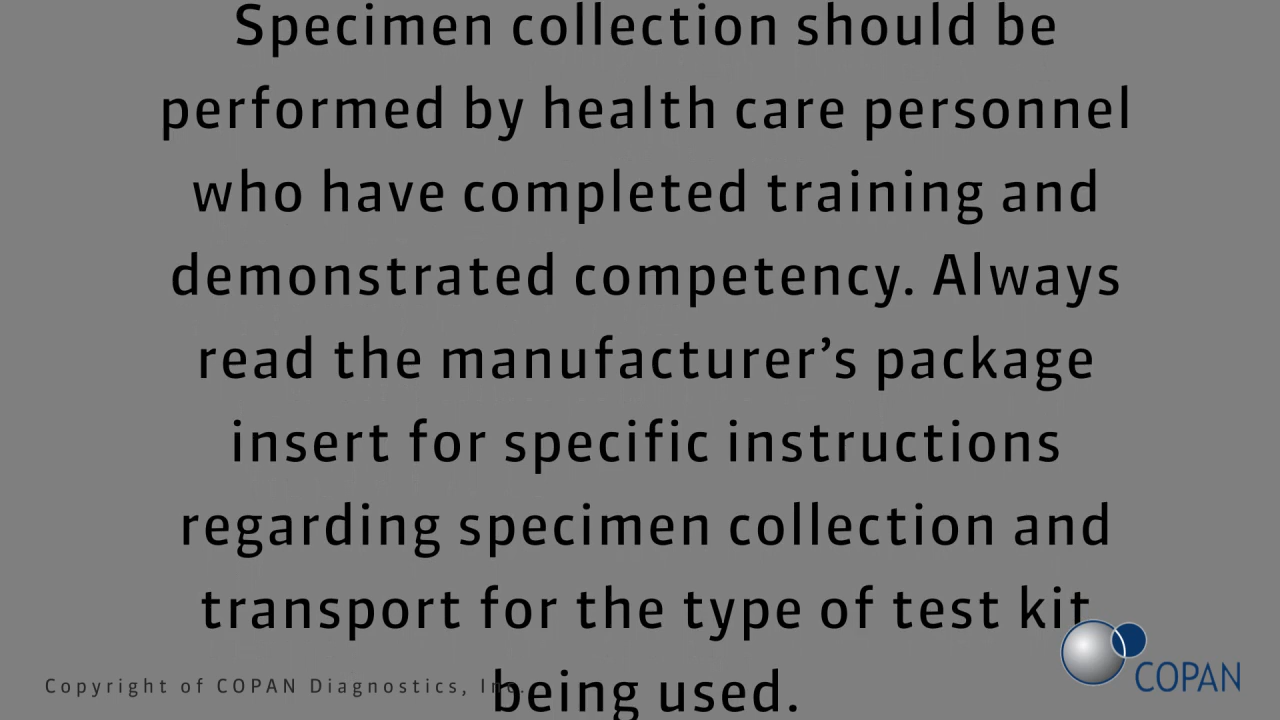 Specimen collection should be
performed by health care personnel
who have completed training and
demonstrated competency. Always
read the manufacturer’s package
insert for specific instructions
regarding specimen collection and
transport for the type of test kit
being used.
Copyright of COPAN Diagnostics, Inc.
COPAN